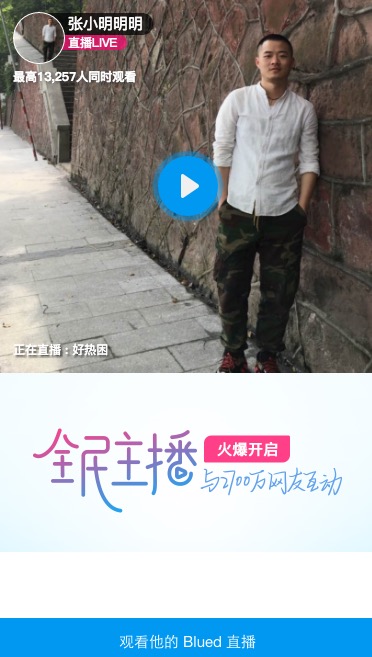 张小明明明
直播LIVE
最高13,257人同时观看
正在直播：好热困
全民主播
火爆开启
与2700万网友互动
观看他的 Blued 直播